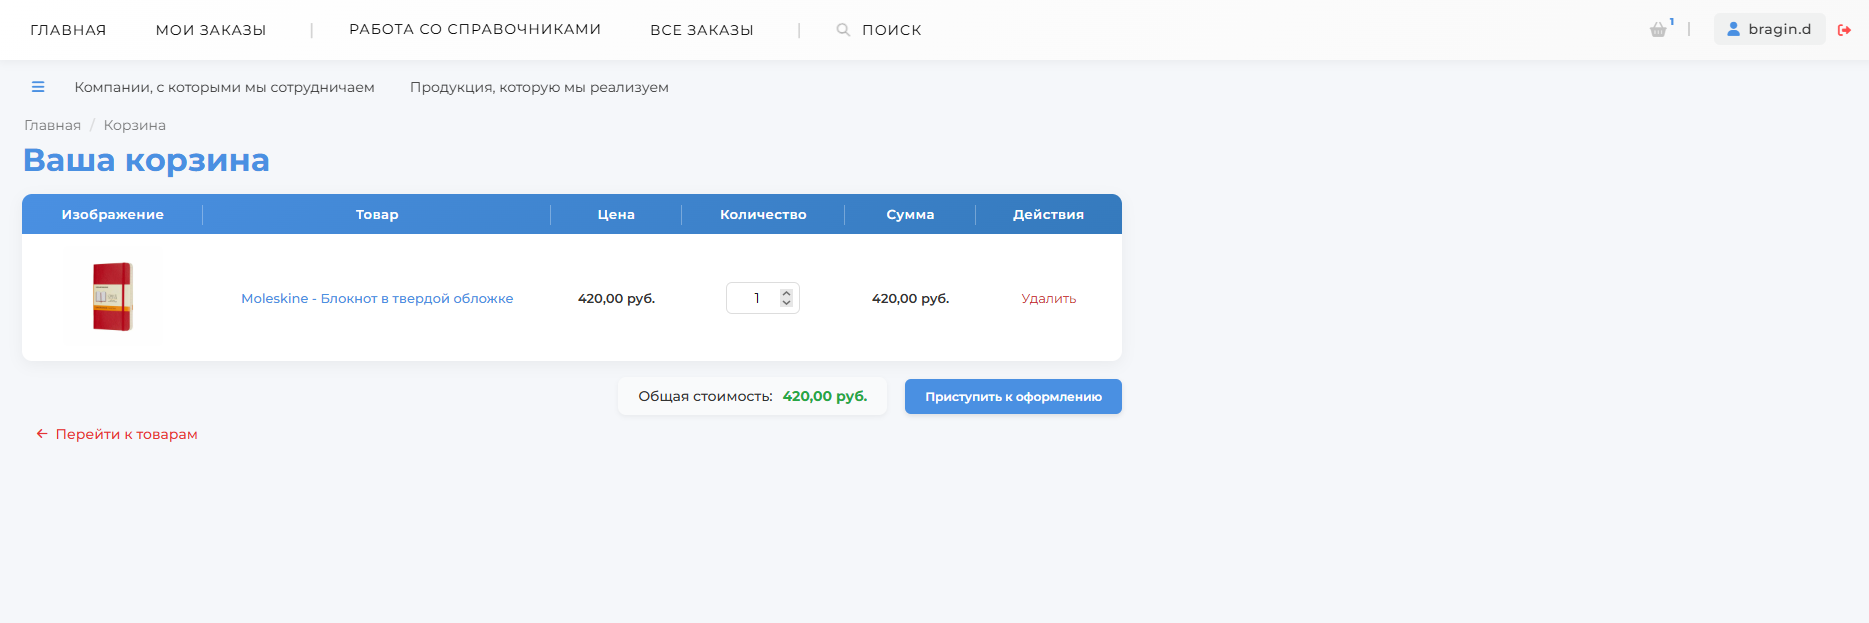 ГЛАВНАЯ МОИ ЗАКАЗЫ | РАБОТА СО СПРАВОЧНИКАМИ ВСЕ ЗАКАЗЫ | ПОИСК 1 | bragin.d
Компании, с которыми мы сотрудничаем Продукция, которую мы реализуем
Главная / Корзина
Ваша корзина
Изображение Товар Цена Количество Сумма Действия
Moleskine - Блокнот в твердой обложке 420,00 руб. 1 420,00 руб. Удалить
Общая стоимость: 420,00 руб. Приступить к оформлению
← Перейти к товарам